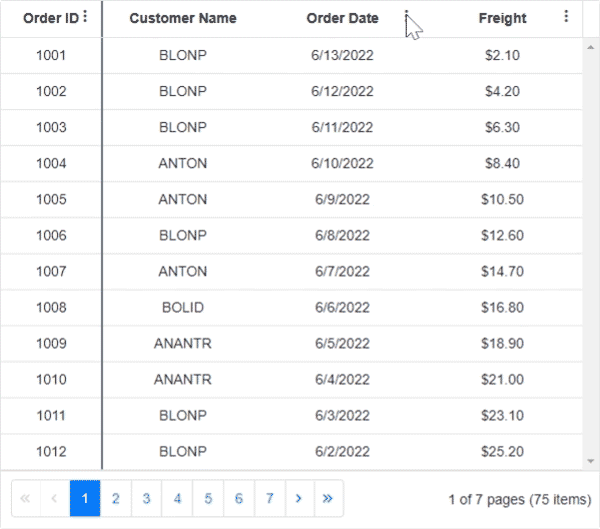 Order ID Customer Name Order Date Freight
1001 BLONP 6/13/2022 $2.10
1002 BLONP 6/12/2022 $4.20
1003 BLONP 6/11/2022 $6.30
1004 ANTON 6/10/2022 $8.40
1005 ANTON 6/9/2022 $10.50
1006 BLONP 6/8/2022 $12.60
1007 ANTON 6/7/2022 $14.70
1008 BOLID 6/6/2022 $16.80
1009 ANANTR 6/5/2022 $18.90
1010 ANANTR 6/4/2022 $21.00
1011 BLONP 6/3/2022 $23.10
1012 BLONP 6/2/2022 $25.20
« ‹ 1 2 3 4 5 6 7 › » 1 of 7 pages (75 items)